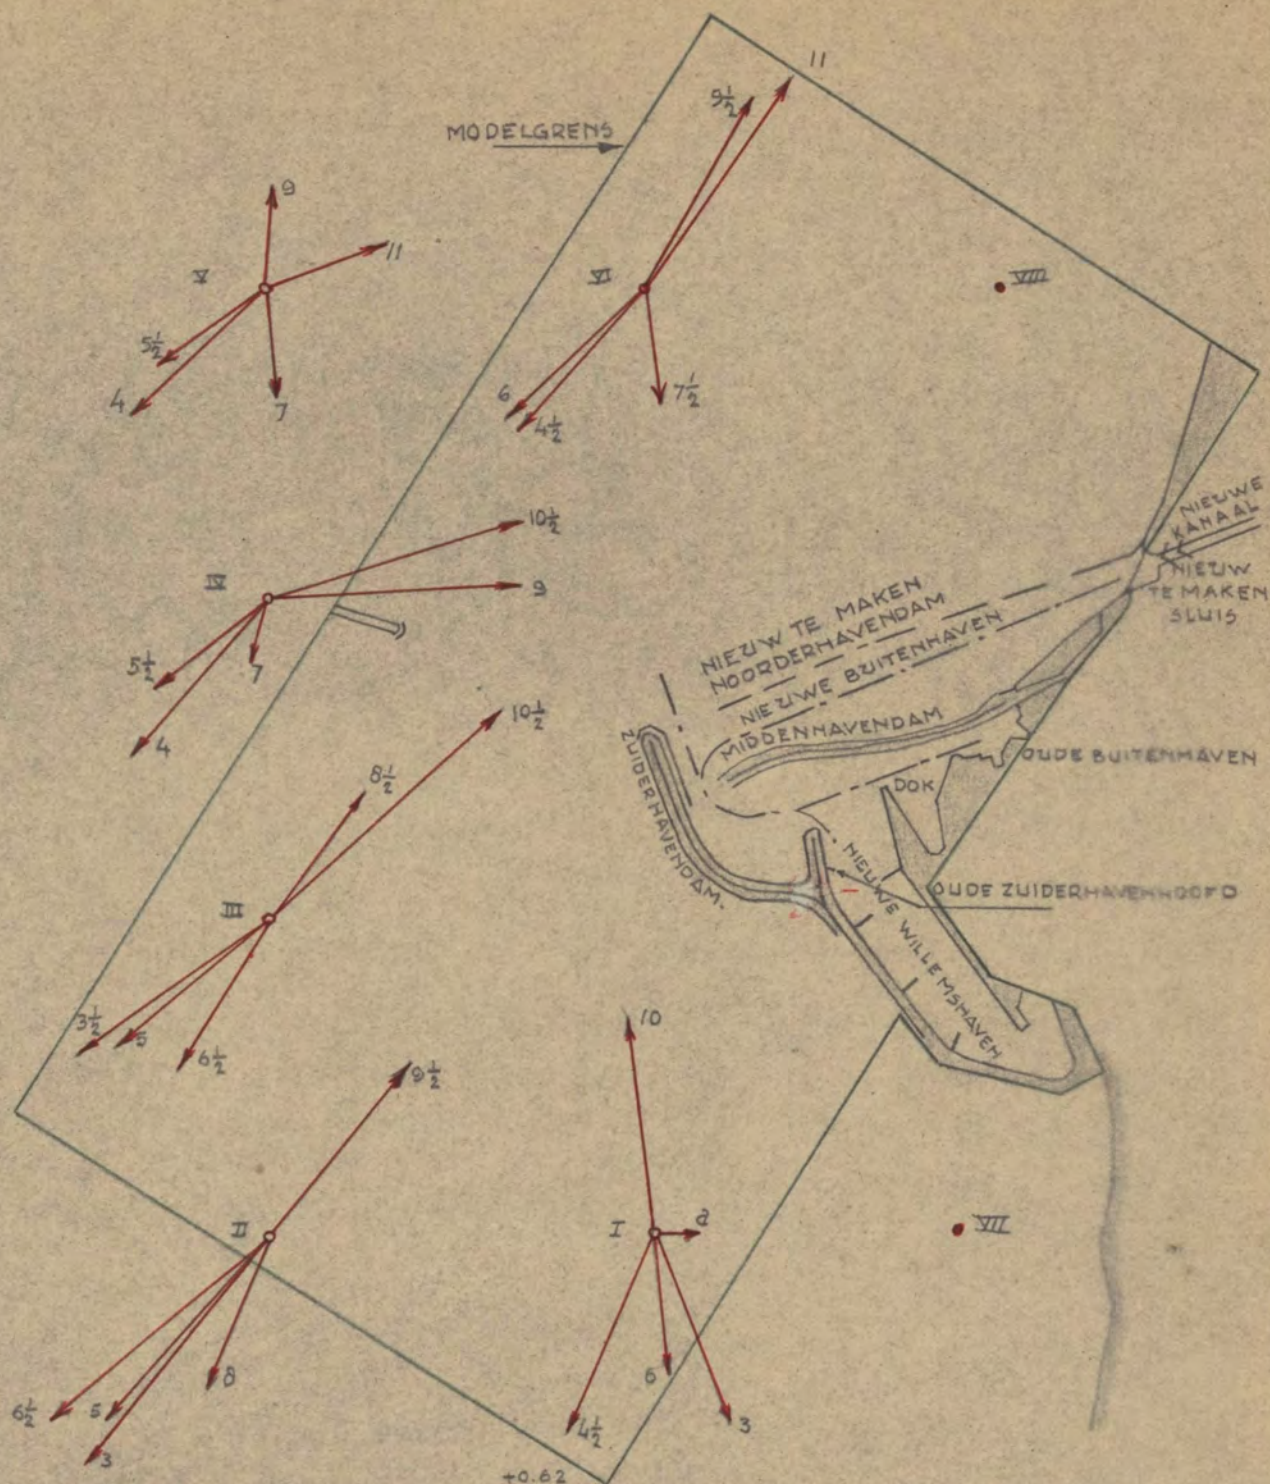 11
9½
MODELGRENS
9
11
V
VI
VIII
5½
4
7
6
4½
7½
NIEUWE
KANAAL
10½
NIEUW
TE MAKEN
SLUIS
IV
9
NIEUW TE MAKEN
NOORDERHAVENDAM
5½
7
NIEUWE BUITENHAVEN
4
10½
MIDDENHAVENDAM
ZUIDERHAVENDAM.
OUDE BUITENHAVEN
8½
DOK
OUDE ZUIDERHAVENHOOFD
III
NIEUWE WILLEMSHAVEN
3½
5
6½
10
9½
II
I
8
VII
8
6
6½
5
4½
3
3
+0.62